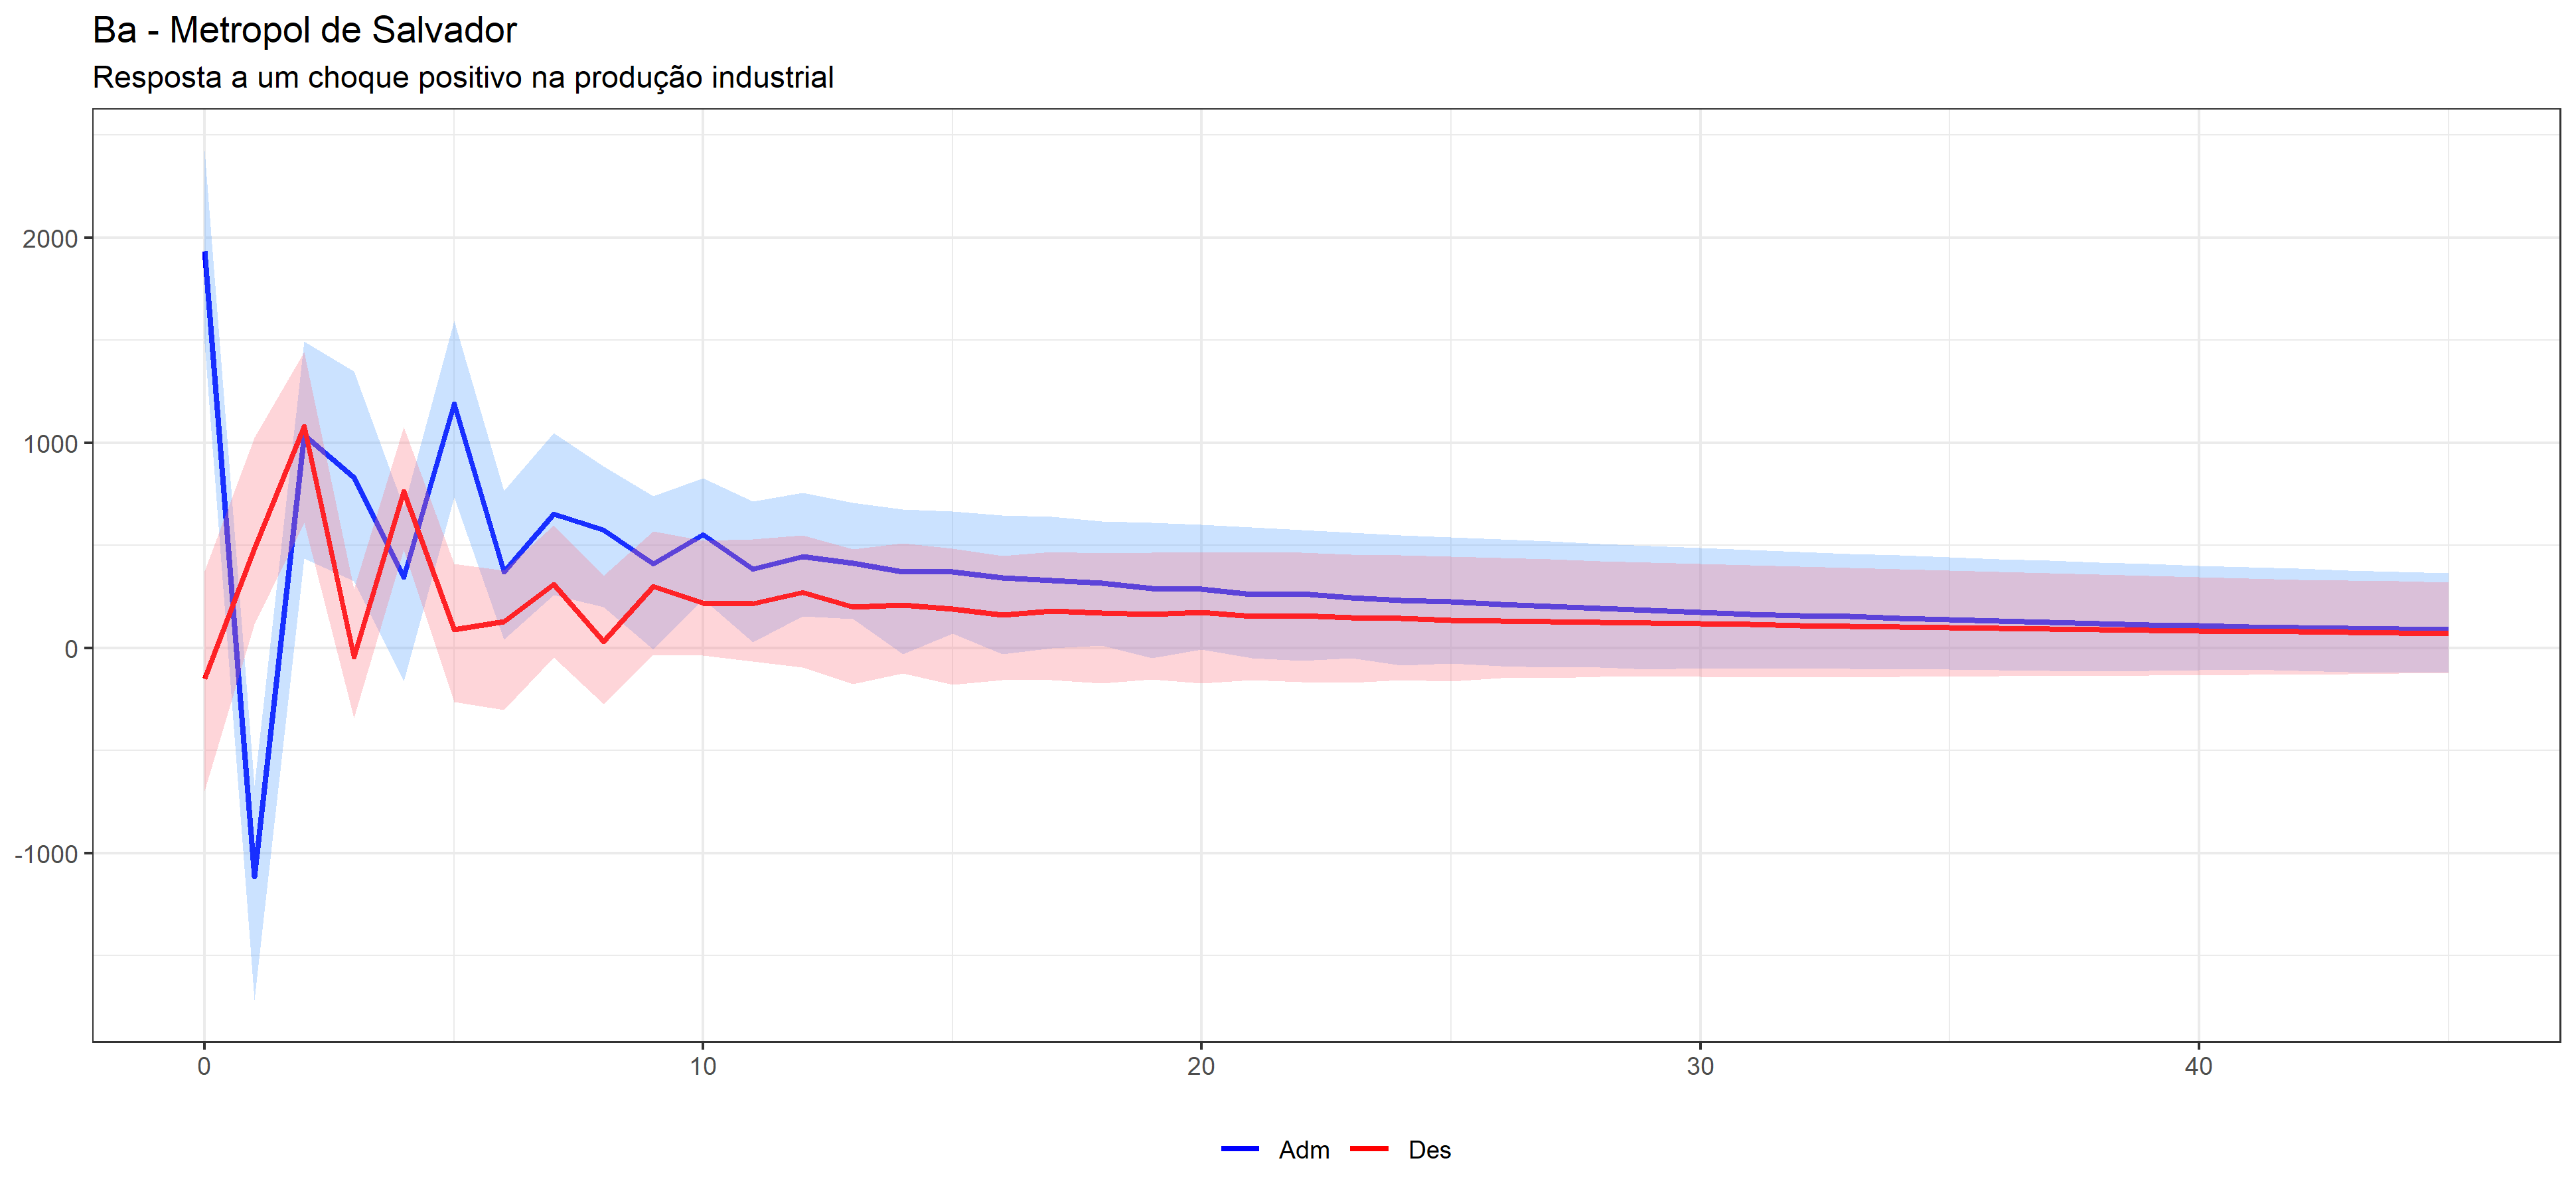 Ba - Metropol de Salvador
Resposta a um choque positivo na produção industrial
2000
1000
0
-1000
0 10 20 30 40
Adm Des